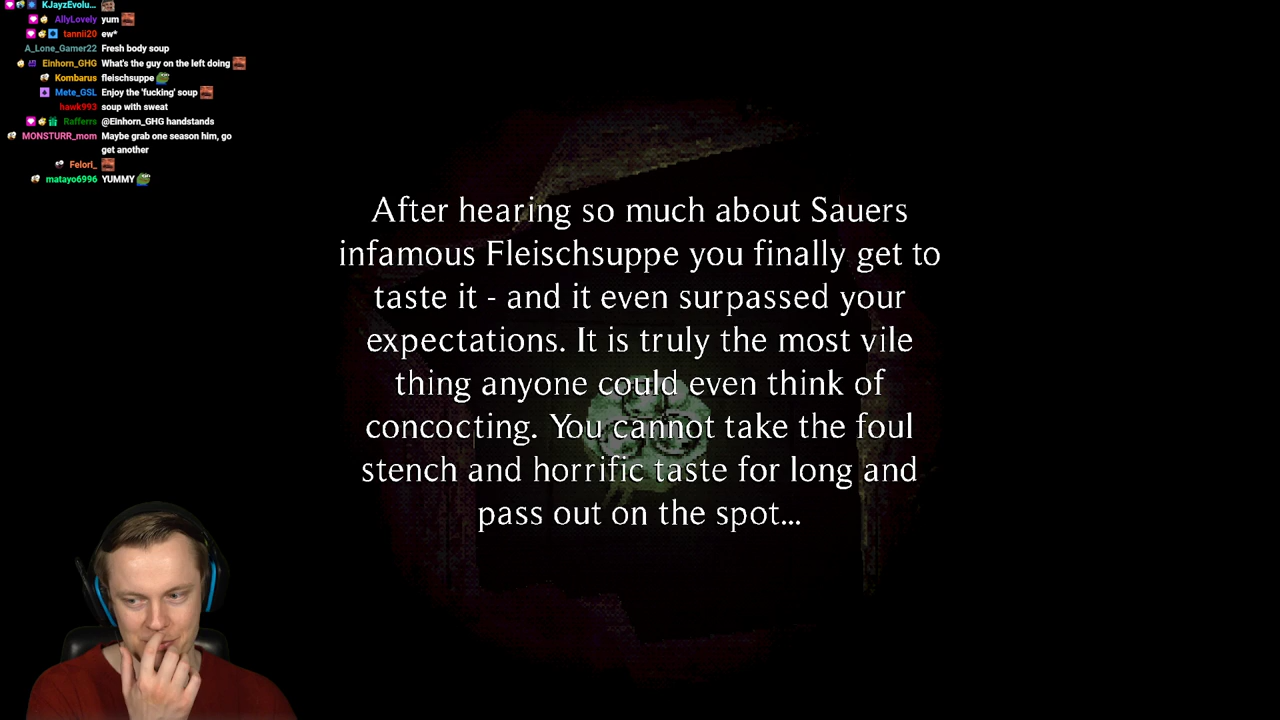 KJayzEvolu...
AllyLovely yum
tannii20 ew*
A_Lone_Gamer22 Fresh body soup
Einhorn_GHG What's the guy on the left doing
Kombarus fleischsuppe
Mete_GSL Enjoy the 'fucking' soup
hawk993 soup with sweat
Rafferrs @Einhorn_GHG handstands
MONSTURR_mom Maybe grab one season him, go
get another
Felori_
matayo6996 YUMMY
After hearing so much about Sauers
infamous Fleischsuppe you finally get to
taste it - and it even surpassed your
expectations. It is truly the most vile
thing anyone could even think of
concocting. You cannot take the foul
stench and horrific taste for long and
pass out on the spot...